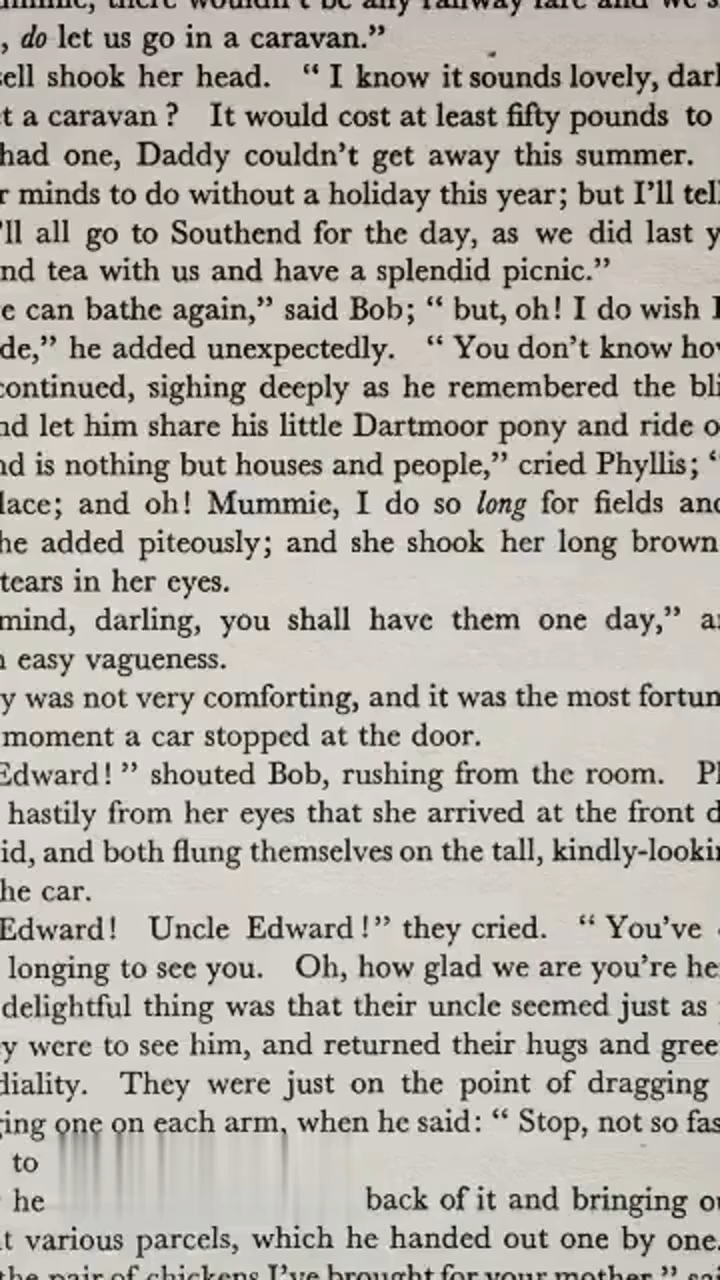 , do let us go in a caravan.”
shook her head. “ I know it sounds lovely,
t a caravan ? It would cost at least fifty pounds to
had one, Daddy couldn’t get away this summer.
r minds to do without a holiday this year; but I’ll
’ll all go to Southend for the day, as we did last
nd tea with us and have a splendid picnic.”
e can bathe again,” said Bob; “ but, oh! I do wish I
de,” he added unexpectedly. “ You don’t know
continued, sighing deeply as he remembered the
nd let him share his little Dartmoor pony and ride
nd is nothing but houses and people,” cried Phyllis; “
lace; and oh! Mummie, I do so long for fields
he added piteously; and she shook her long brown
tears in her eyes.
mind, darling, you shall have them one day,”
easy vagueness.
y was not very comforting, and it was the most
moment a car stopped at the door.
Edward! ” shouted Bob, rushing from the room.
hastily from her eyes that she arrived at the front
id, and both flung themselves on the tall,
he car.
Edward! Uncle Edward !” they cried. “ You’ve
longing to see you. Oh, how glad we are you’re
delightful thing was that their uncle seemed just as
y were to see him, and returned their hugs and
diality. They were just on the point of dragging
ging one on each arm, when he said: “ Stop, not so
to
he back of it and bringing
t various parcels, which he handed out one by one.
the pair of chickens I’ve brought for your mother,”